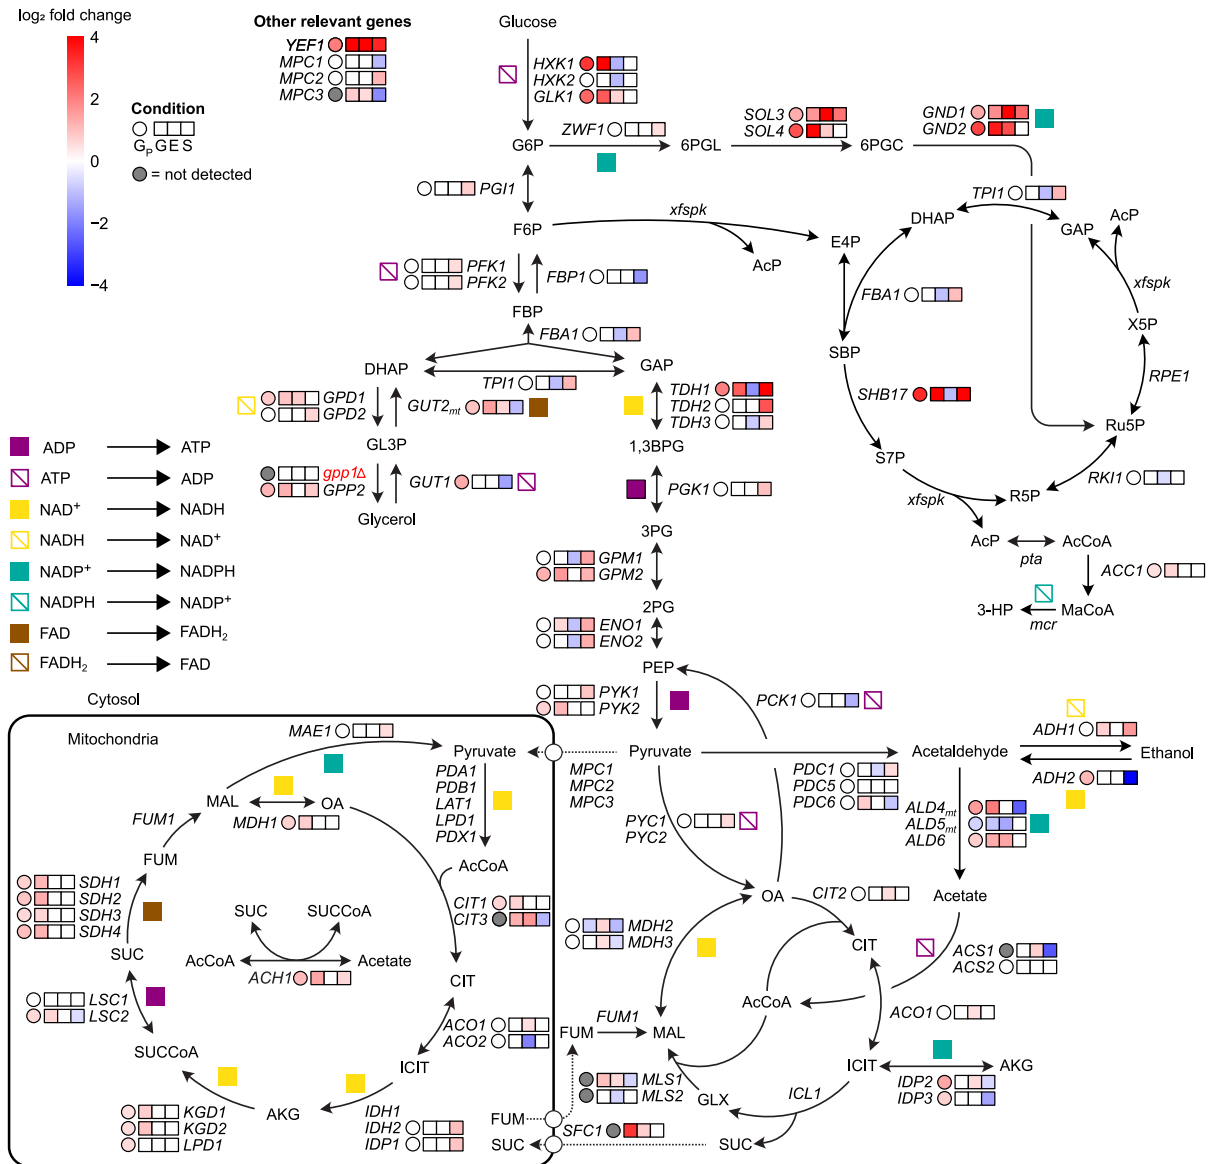 log₂ fold change
4
2
0
−2
−4
Condition
G_P G E S
= not detected
Other relevant genes
YEF1
MPC1
MPC2
MPC3
Glucose
HXK1
HXK2
GLK1
G6P
ZWF1
6PGL
SOL3
SOL4
6PGC
GND1
GND2
PGI1
F6P
xfspk
AcP
E4P
DHAP
TPI1
GAP
AcP
xfspk
X5P
RPE1
Ru5P
RKI1
R5P
xfspk
S7P
SHB17
SBP
FBA1
PFK1
PFK2
FBP1
FBP
FBA1
DHAP
GAP
TPI1
GPD1
GPD2
GUT2mt
TDH1
TDH2
TDH3
GL3P
1,3BPG
gpp1Δ
GPP2
GUT1
PGK1
Glycerol
3PG
AcP
pta
AcCoA
ACC1
MaCoA
mcr
3-HP
GPM1
GPM2
2PG
ENO1
ENO2
PEP
PYK1
PYK2
PCK1
ADP ATP
ATP ADP
NAD⁺ NADH
NADH NAD⁺
NADP⁺ NADPH
NADPH NADP⁺
FAD FADH₂
FADH₂ FAD
Cytosol
Mitochondria
MAE1
Pyruvate
PDA1
PDB1
LAT1
LPD1
PDX1
AcCoA
MAL
OA
MDH1
FUM1
FUM
SDH1
SDH2
SDH3
SDH4
SUC
SUC
SUCCoA
AcCoA
Acetate
ACH1
CIT1
CIT3
CIT
LSC1
LSC2
SUCCoA
ACO1
ACO2
ICIT
AKG
KGD1
KGD2
LPD1
IDH1
IDH2
IDP1
FUM
SUC
Pyruvate
MPC1
MPC2
MPC3
Acetaldehyde
ADH1
Ethanol
ADH2
PDC1
PDC5
PDC6
ALD4mt
ALD5mt
ALD6
PYC1
PYC2
Acetate
OA
CIT2
MDH2
MDH3
CIT
ACS1
ACS2
AcCoA
ACO1
FUM
FUM1
MAL
ICIT
AKG
IDP2
IDP3
MLS1
MLS2
GLX
ICL1
SFC1
SUC